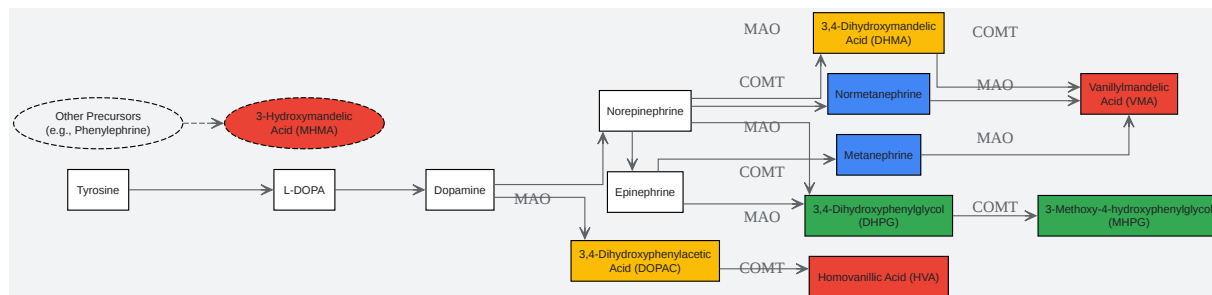 MAO
3,4-Dihydroxymandelic
Acid (DHMA)
COMT
COMT
Normetanephrine
MAO
Vanillylmandelic
Acid (VMA)
Other Precursors
(e.g., Phenylephrine)
3-Hydroxymandelic
Acid (MHMA)
Norepinephrine
MAO
Metanephrine
MAO
COMT
Tyrosine
L-DOPA
Dopamine
MAO
Epinephrine
MAO
3,4-Dihydroxyphenylglycol
(DHPG)
COMT
3-Methoxy-4-hydroxyphenylglycol
(MHPG)
3,4-Dihydroxyphenylacetic
Acid (DOPAC)
COMT
Homovanillic Acid (HVA)